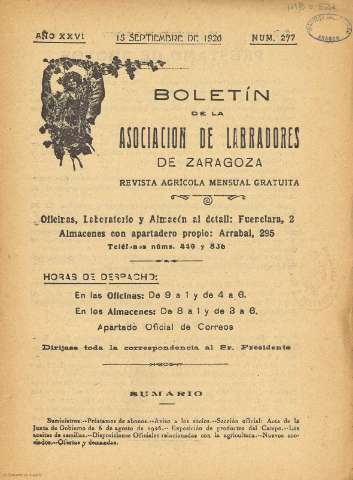 AÑO XXVI 15 SEPTIEMBRE DE 1926 NUM. 277
BOLETÍN
DE LA
ASOCIACION DE LABRADORES
DE ZARAGOZA
REVISTA AGRÍCOLA MENSUAL GRATUITA
Oficinas, Laboratorio y Almacén al detall: Fuenclara, 2
Almacenes con apartadero propio: Arrabal, 295
Teléfonos núms. 449 y 836
HORAS DE DESPACHO:
En las Oficinas: De 9 a 1 y de 4 a 6.
En los Almacenes: De 8 a 1 y de 3 a 6.
Apartado Oficial de Correos
Diríjase toda la correspondencia al Sr. Presidente
SUMARIO
Suministros.--Préstamos de abonos.--Aviso a los socios.--Sección oficial: Acta de la
Junta de Gobierno de 6 de agosto de 1926.--Exposición de productos del Campo.--Los
aceites de semillas.--Disposiciones Oficiales relacionadas con la agricultura.--Nuevos aso-
ciados.--Ofertas y demandas.